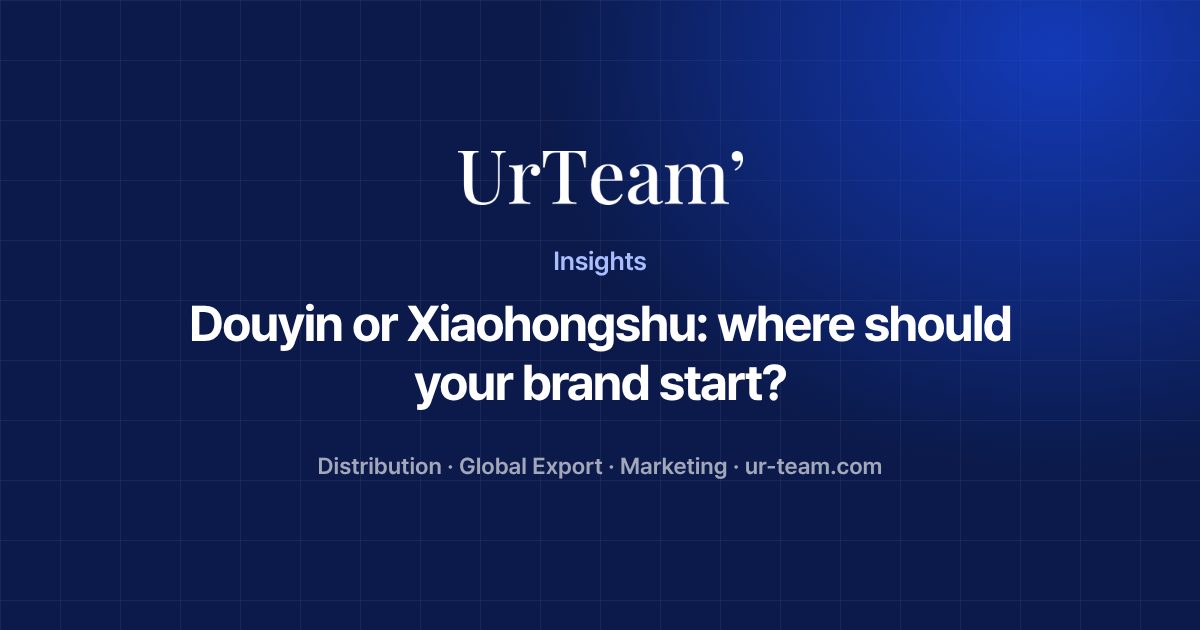 UrTeam’
Insights
Douyin or Xiaohongshu: where should
your brand start?
Distribution · Global Export · Marketing · ur-team.com